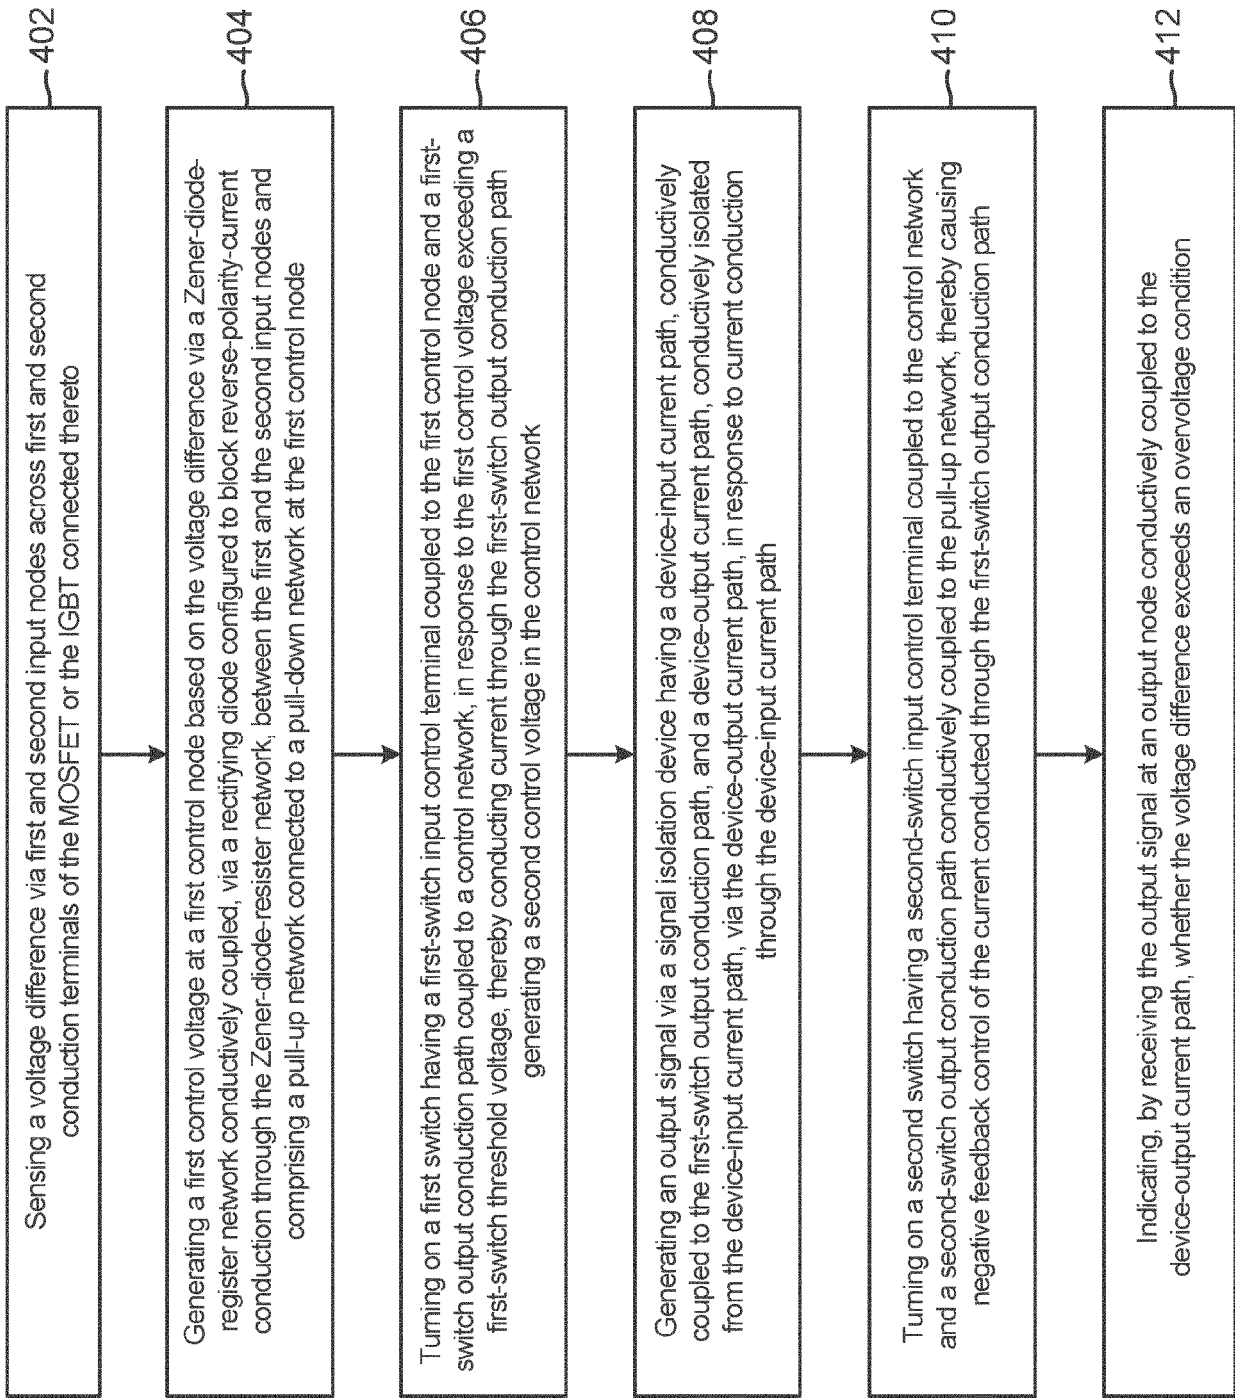 402
Sensing a voltage difference via first and second input nodes across first and second
conduction terminals of the MOSFET or the IGBT connected thereto
404
Generating a first control voltage at a first control node based on the voltage difference via a Zener-diode-
register network conductively coupled, via a rectifying diode configured to block reverse-polarity-current
conduction through the Zener-diode-resister network, between the first and the second input nodes and
comprising a pull-up network connected to a pull-down network at the first control node
406
Turning on a first switch having a first-switch input control terminal coupled to the first control node and a first-
switch output conduction path coupled to a control network, in response to the first control voltage exceeding a
first-switch threshold voltage, thereby conducting current through the first-switch output conduction path
generating a second control voltage in the control network
408
Generating an output signal via a signal isolation device having a device-input current path, conductively
coupled to the first-switch output conduction path, and a device-output current path, conductively isolated
from the device-input current path, via the device-output current path, in response to current conduction
through the device-input current path
410
Turning on a second switch having a second-switch input control terminal coupled to the control network
and a second-switch output conduction path conductively coupled to the pull-up network, thereby causing
negative feedback control of the current conducted through the first-switch output conduction path
412
Indicating, by receiving the output signal at an output node conductively coupled to the
device-output current path, whether the voltage difference exceeds an overvoltage condition